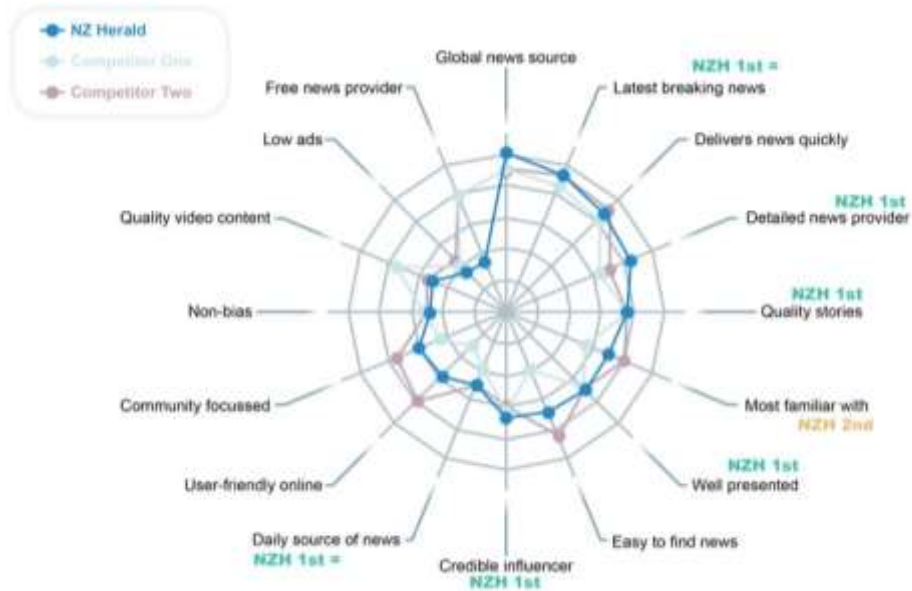 NZ Herald
Competitor One
Competitor Two
Global news source
NZH 1st =
Latest breaking news
Free news provider
Delivers news quickly
Low ads
NZH 1st
Detailed news provider
Quality video content
NZH 1st
Quality stories
Non-bias
Most familiar with
NZH 2nd
Community focussed
NZH 1st
Well presented
User-friendly online
Easy to find news
Daily source of news
NZH 1st =
Credible influencer
NZH 1st